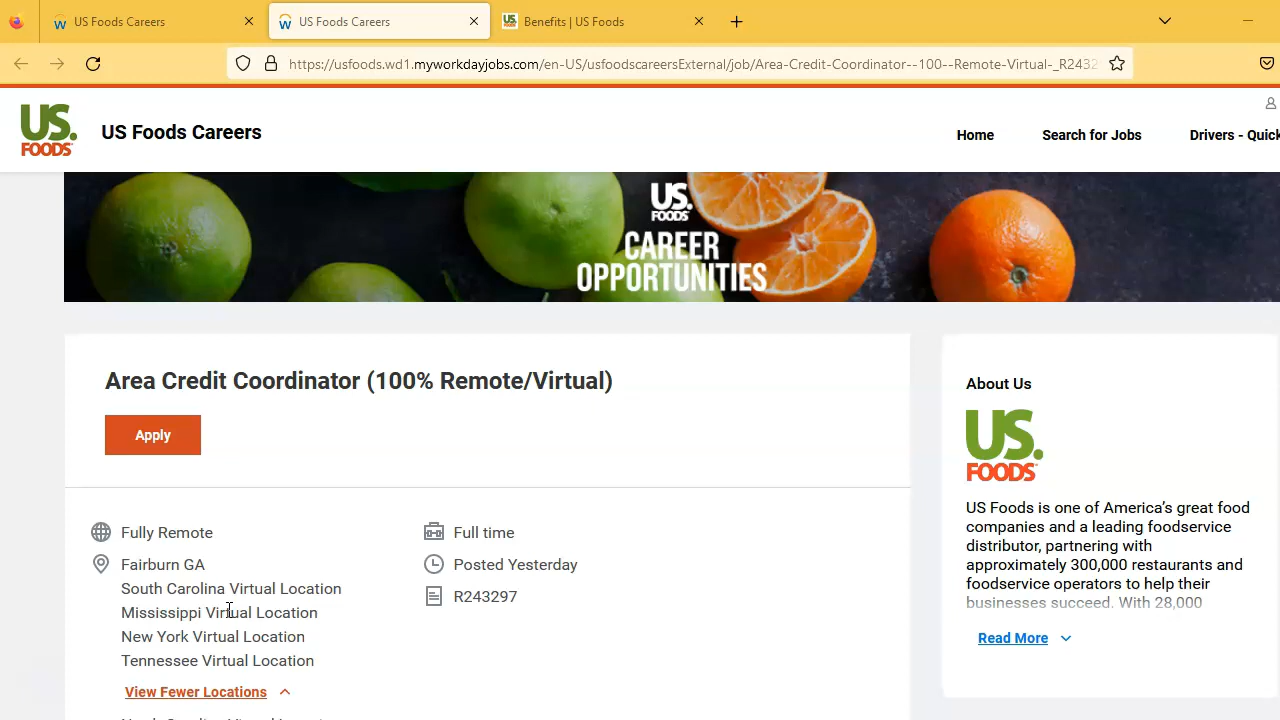 US Foods Careers
US Foods Careers
Benefits | US Foods
https://usfoods.wd1.myworkdayjobs.com/en-US/usfoodscareersExternal/job/Area-Credit-Coordinator--100--Remote-Virtual-_R2432
US.
FOODS
US Foods Careers
Home
Search for Jobs
Drivers - Quick
US.
FOODS
CAREER
OPPORTUNITIES
Area Credit Coordinator (100% Remote/Virtual)
Apply
Fully Remote
Fairburn GA
South Carolina Virtual Location
Mississippi Virtual Location
New York Virtual Location
Tennessee Virtual Location
View Fewer Locations
Full time
Posted Yesterday
R243297
About Us
US.
FOODS
US Foods is one of America's great food
companies and a leading foodservice
distributor, partnering with
approximately 300,000 restaurants and
foodservice operators to help their
businesses succeed. With 28,000
Read More